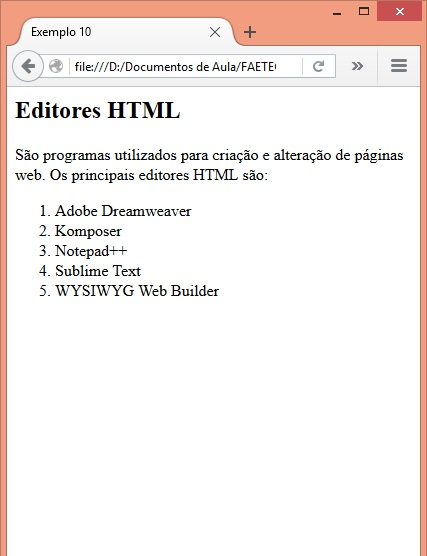 Exemplo 10
file:///D:/Documentos de Aula/FAETEC
Editores HTML
São programas utilizados para criação e alteração de páginas
web. Os principais editores HTML são:
1. Adobe Dreamweaver
2. Komposer
3. Notepad++
4. Sublime Text
5. WYSIWYG Web Builder